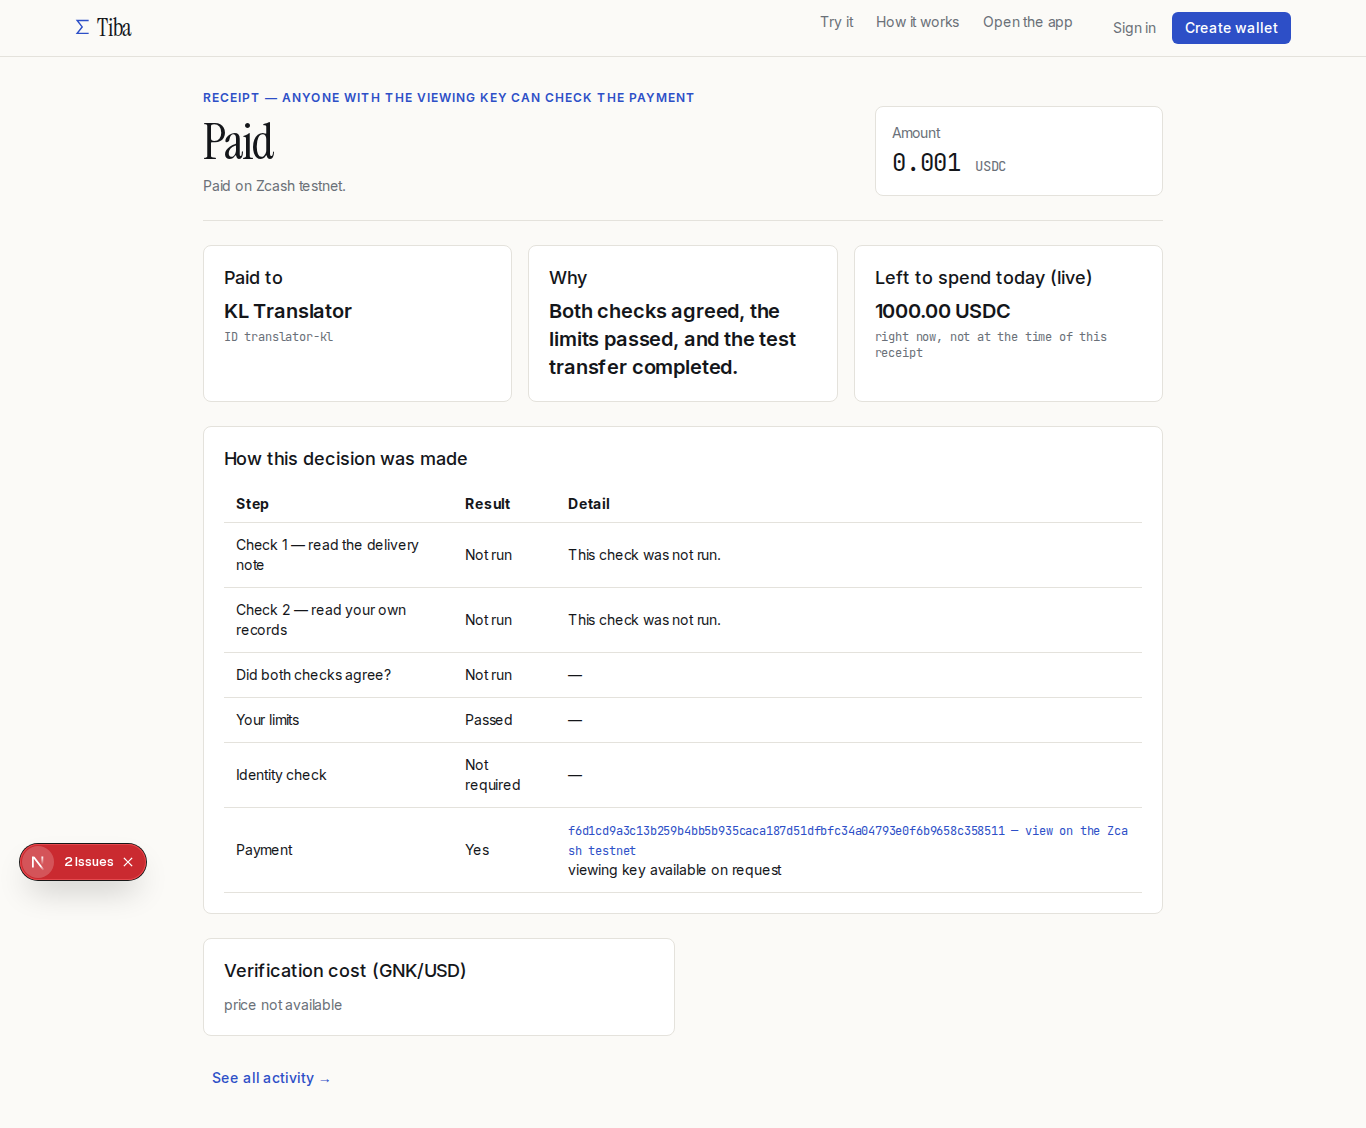 Σ Tiba
Try it
How it works
Open the app
Sign in
Create wallet
RECEIPT — ANYONE WITH THE VIEWING KEY CAN CHECK THE PAYMENT
Paid
Paid on Zcash testnet.
Amount
0.001 USDC
Paid to
KL Translator
ID translator-kl
Why
Both checks agreed, the
limits passed, and the test
transfer completed.
Left to spend today (live)
1000.00 USDC
right now, not at the time of this
receipt
How this decision was made
Step Result Detail
Check 1 — read the delivery
note
Not run
This check was not run.
Check 2 — read your own
records
Not run
This check was not run.
Did both checks agree? Not run —
Your limits Passed —
Identity check
Not
required
—
Payment
Yes
f6d1cd9a3c13b259b4bb5b935caca187d51dfbfc34a04793e0f6b9658c358511 — view on the Zca
sh testnet
viewing key available on request
N 2 Issues ×
Verification cost (GNK/USD)
price not available
See all activity →